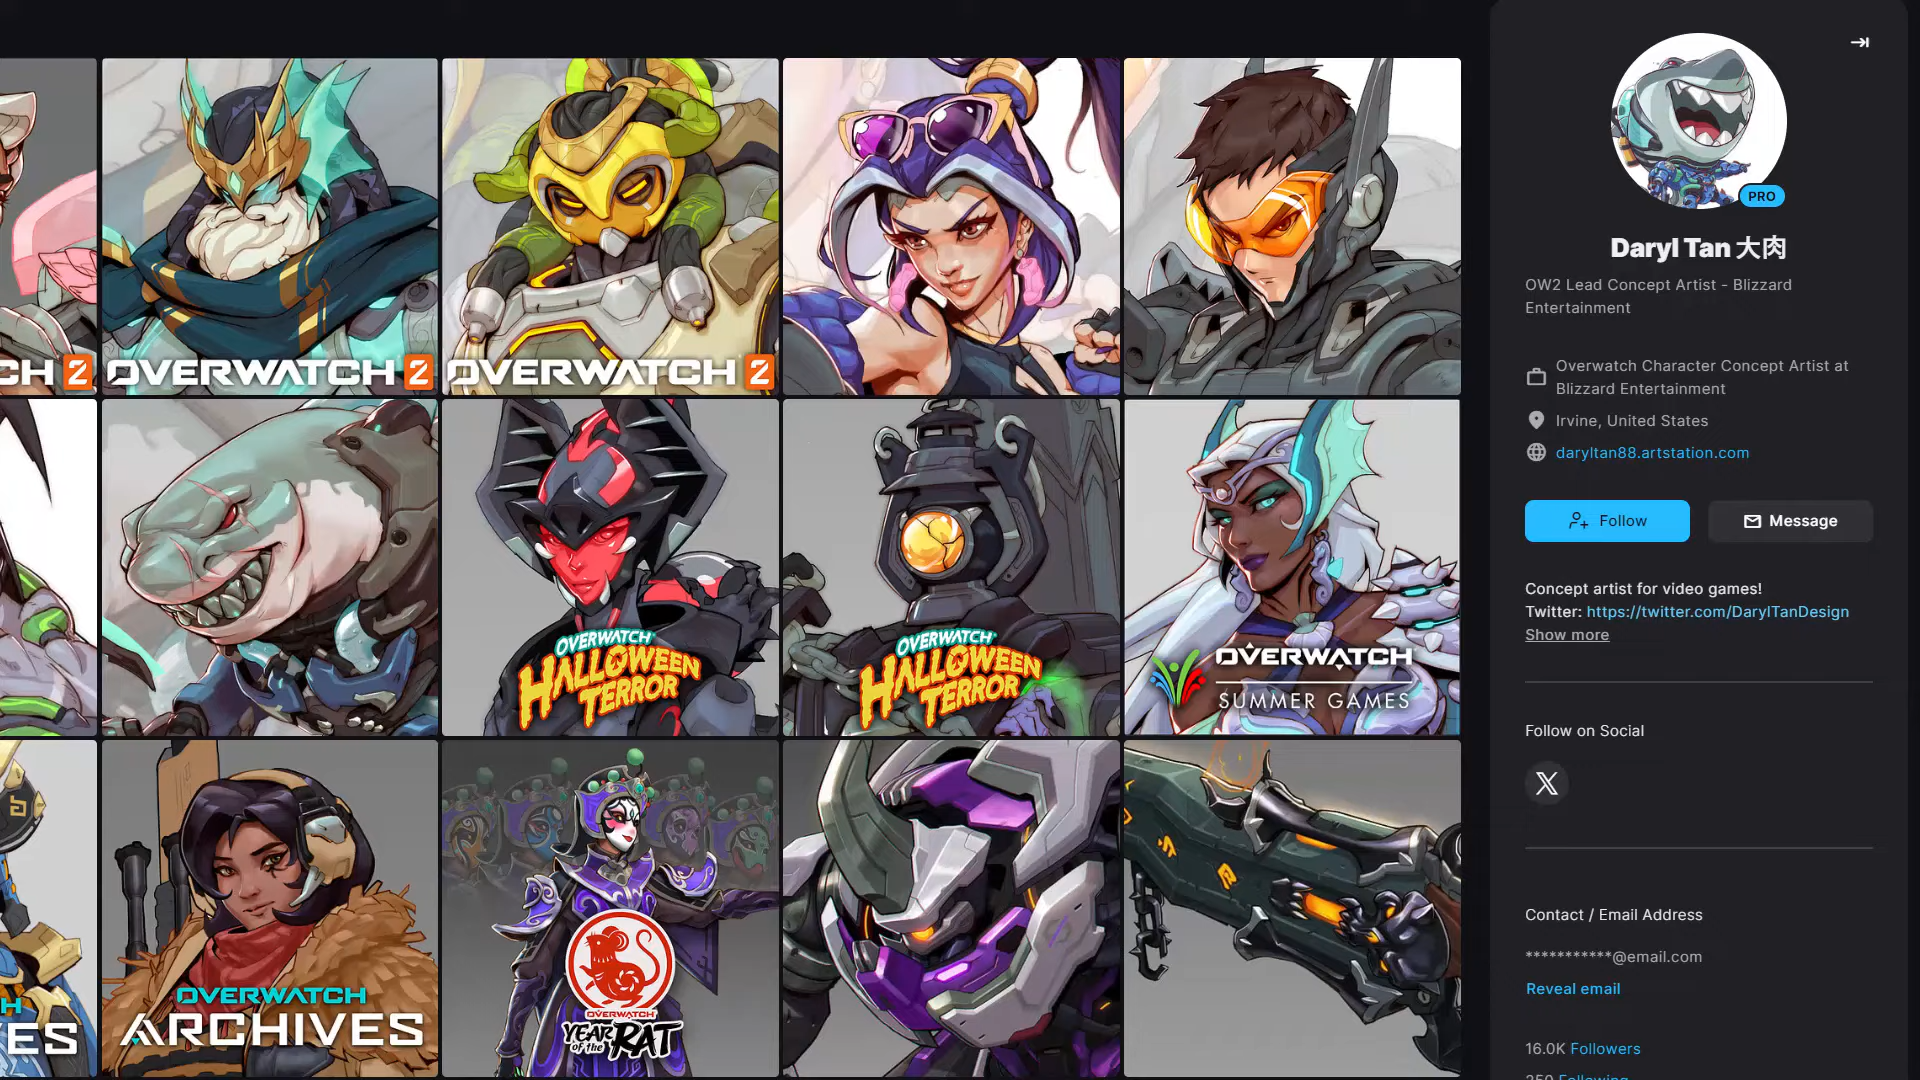 CH 2
OVERWATCH 2
OVERWATCH 2
OVERWATCH
HALLOWEEN
TERROR
OVERWATCH
HALLOWEEN
TERROR
OVERWATCH
SUMMER GAMES
H
ES
OVERWATCH
ARCHIVES
OVERWATCH
YEAR
of the RAT
PRO
Daryl Tan 大肉
OW2 Lead Concept Artist - Blizzard
Entertainment
Overwatch Character Concept Artist at
Blizzard Entertainment
Irvine, United States
daryltan88.artstation.com
Follow
Message
Concept artist for video games!
Twitter: https://twitter.com/DarylTanDesign
Show more
Follow on Social
Contact / Email Address
***********@email.com
Reveal email
16.0K Followers
250 Following